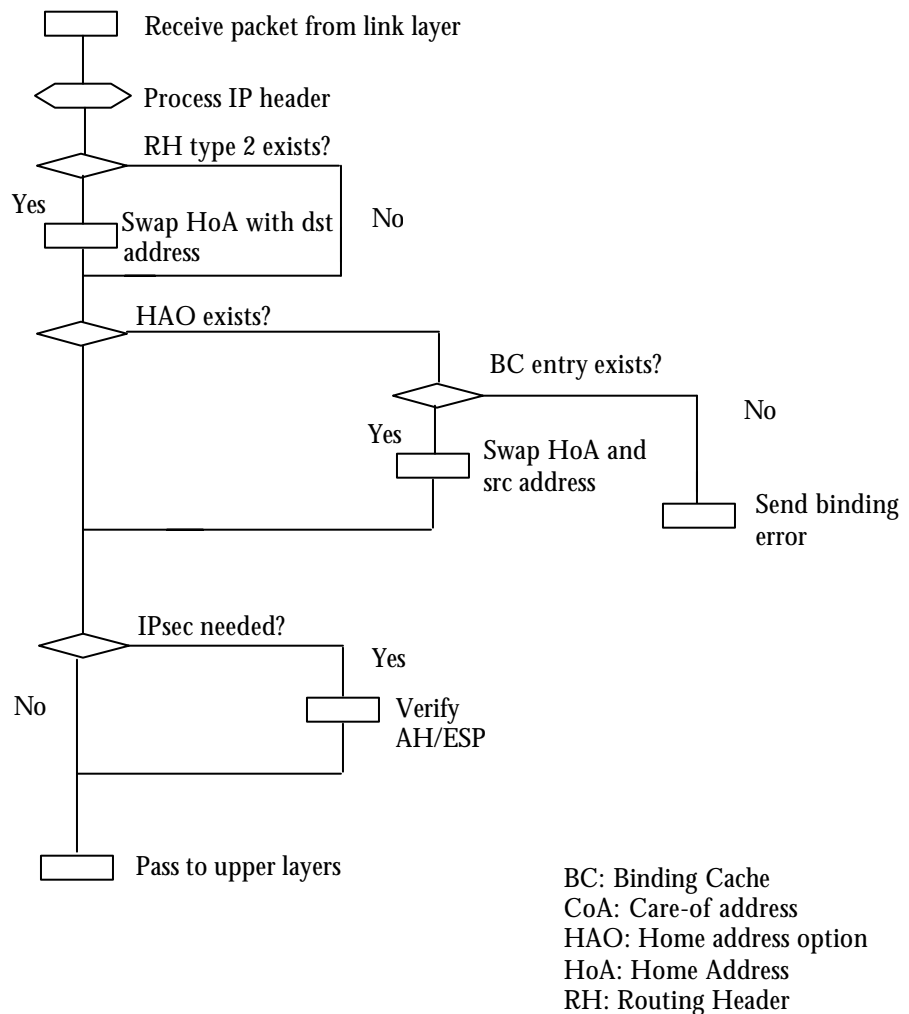 Receive packet from link layer
Process IP header
RH type 2 exists?
Yes
No
Swap HoA with dst
address
HAO exists?
BC entry exists?
No
Yes
Swap HoA and
src address
Send binding
error
IPsec needed?
Yes
No
Verify
AH/ESP
Pass to upper layers
BC: Binding Cache
CoA: Care-of address
HAO: Home address option
HoA: Home Address
RH: Routing Header